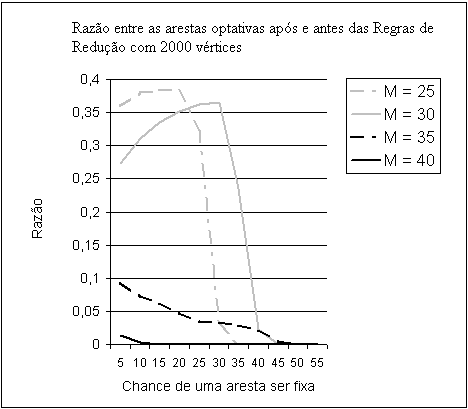 Razão entre as arestas optativas após e antes das Regras de
Redução com 2000 vértices
0,4
0,35
0,3
0,25
0,2
0,15
0,1
0,05
0
Razão
5 10 15 20 25 30 35 40 45 50 55
Chance de uma aresta ser fixa
M = 25
M = 30
M = 35
M = 40